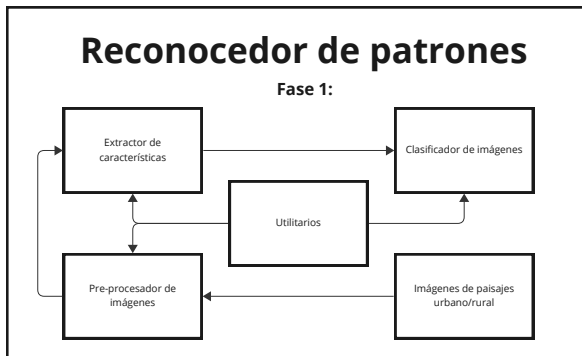 Reconocedor de patrones
Fase 1:
Extractor de
características
Clasificador de imágenes
Utilitarios
Pre-procesador de
imágenes
Imágenes de paisajes
urbano/rural